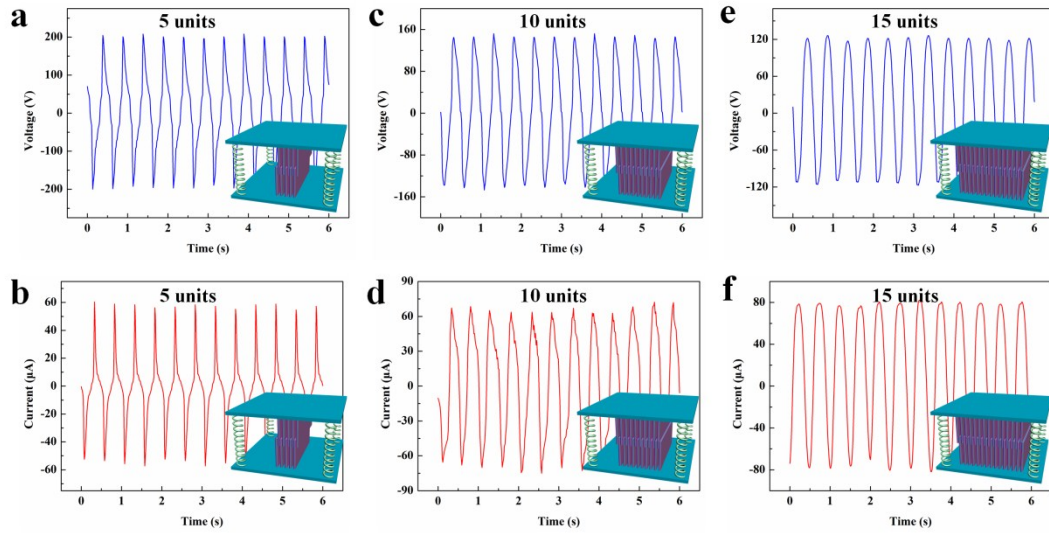 a
5 units
Voltage (V)
200
100
0
-100
-200
0 1 2 3 4 5 6
Time (s)
c
10 units
Voltage (V)
160
80
0
-80
-160
0 1 2 3 4 5 6
Time (s)
e
15 units
Voltage (V)
120
60
0
-60
-120
0 1 2 3 4 5 6
Time (s)
b
5 units
Current (μA)
60
40
20
0
-20
-40
-60
0 1 2 3 4 5 6
Time (s)
d
10 units
Current (μA)
90
60
30
0
-30
-60
-90
0 1 2 3 4 5 6
Time (s)
f
15 units
Current (μA)
80
40
0
-40
-80
0 1 2 3 4 5 6
Time (s)